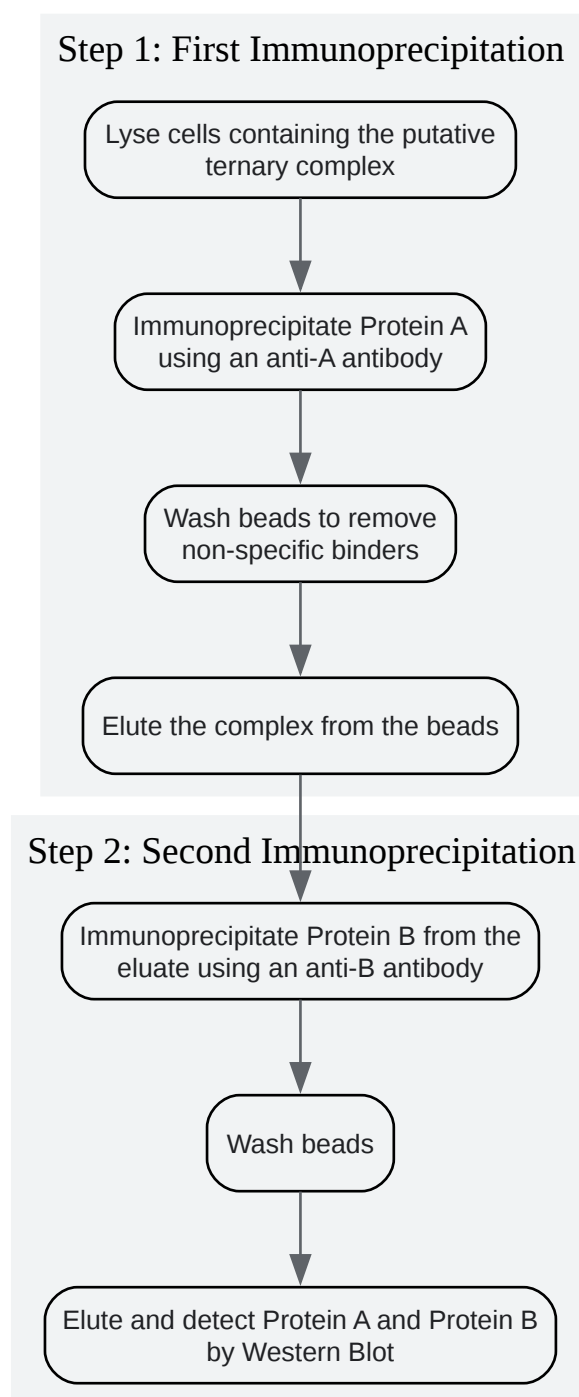 Step 1: First Immunoprecipitation
Lyse cells containing the putative
ternary complex
Immunoprecipitate Protein A
using an anti-A antibody
Wash beads to remove
non-specific binders
Elute the complex from the beads
Step 2: Second Immunoprecipitation
Immunoprecipitate Protein B from the
eluate using an anti-B antibody
Wash beads
Elute and detect Protein A and Protein B
by Western Blot